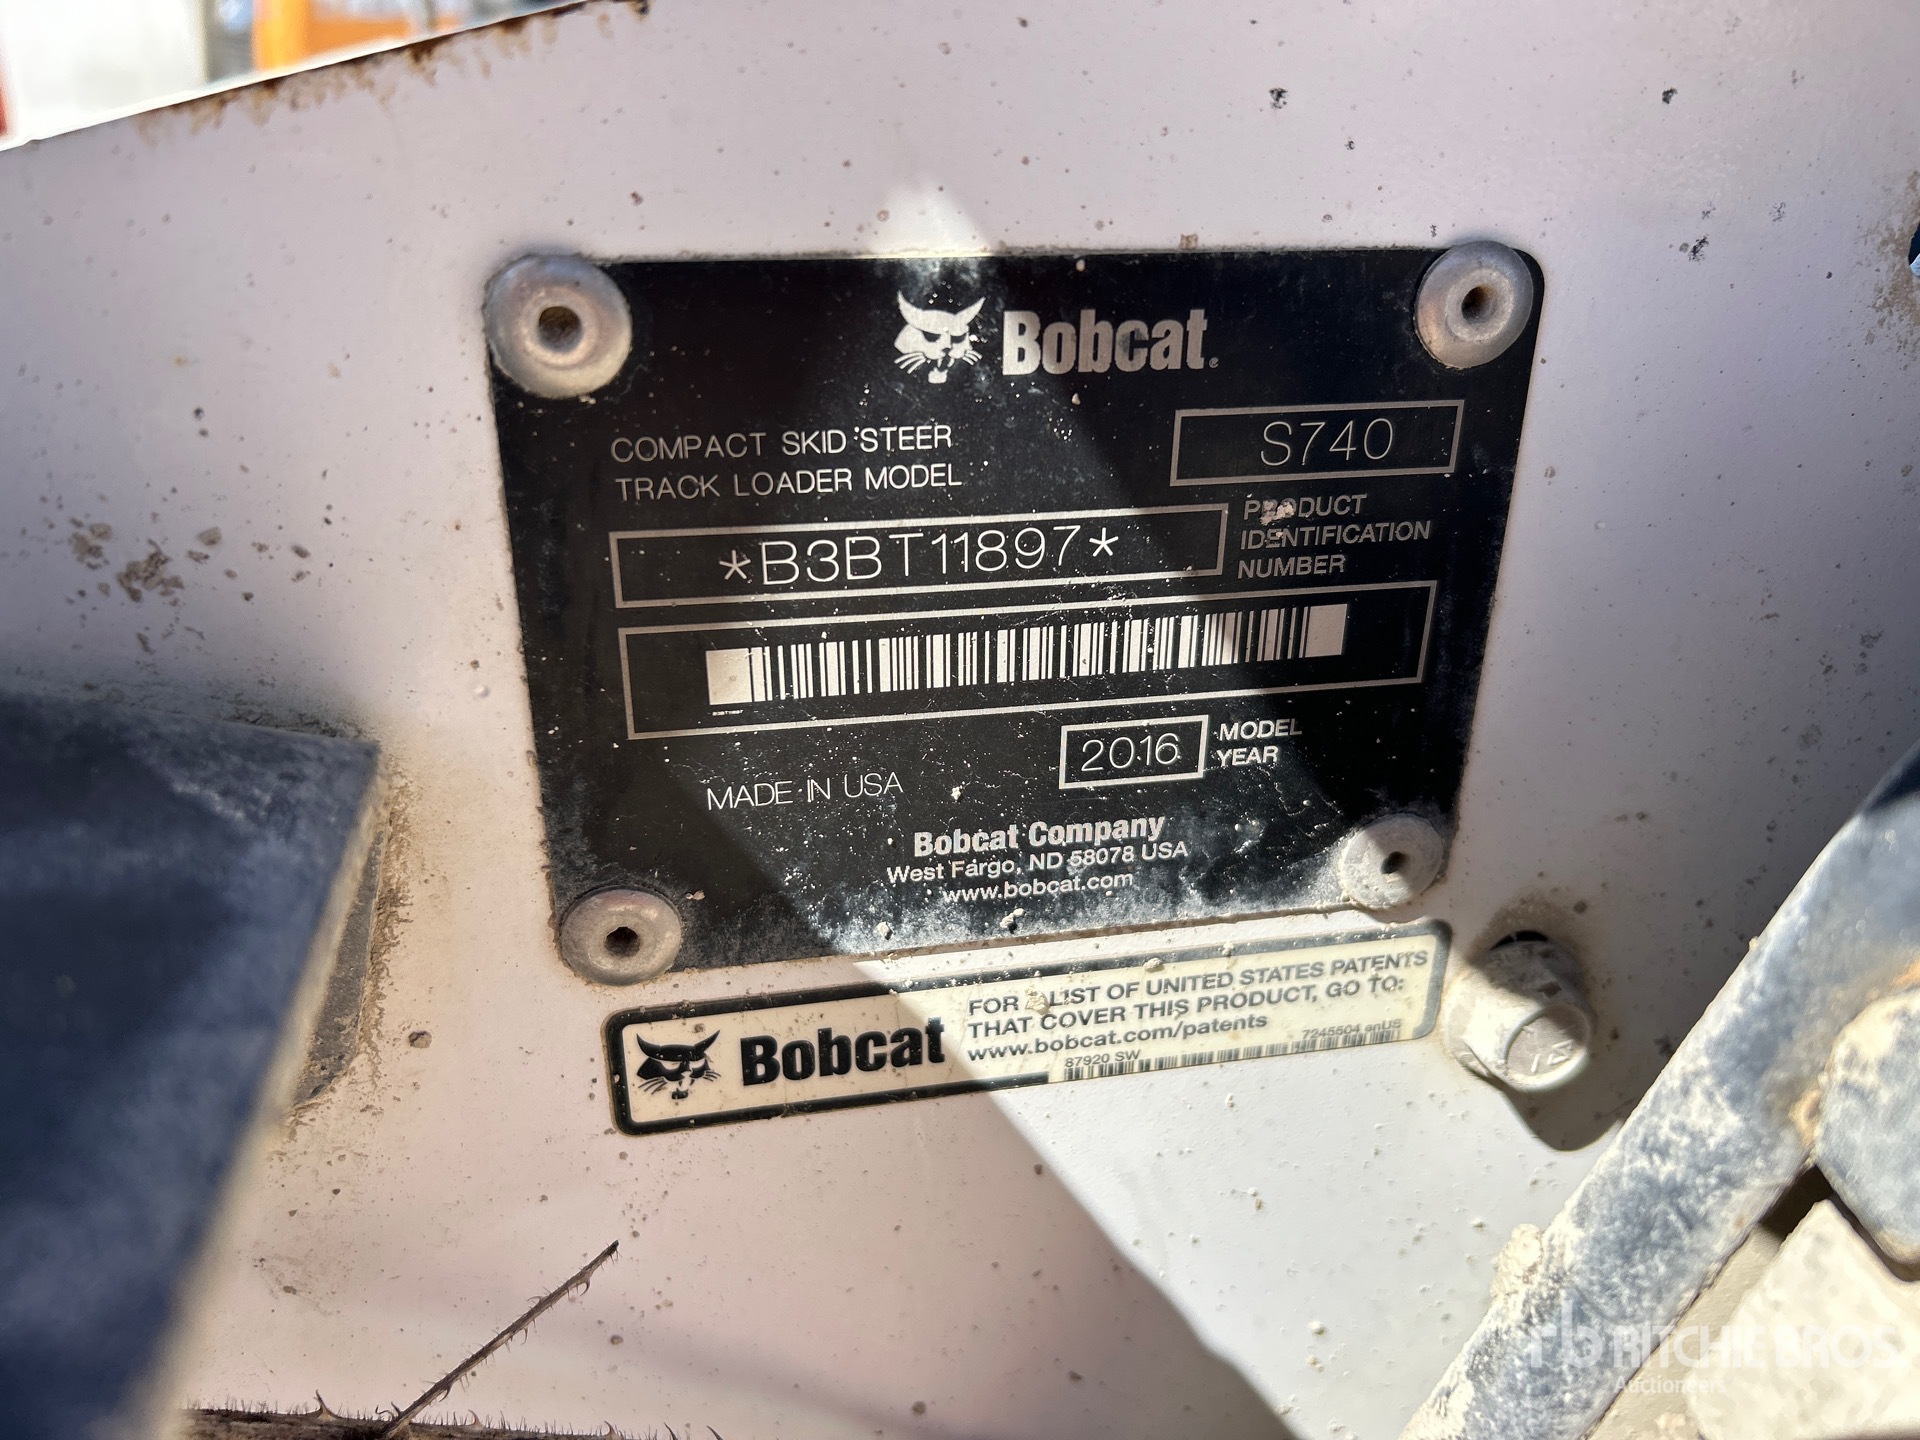 Bobcat®
COMPACT SKID STEER
TRACK LOADER MODEL
S740
*B3BT11897*
PRODUCT
IDENTIFICATION
NUMBER
2016
MODEL
YEAR
MADE IN USA
Bobcat Company
West Fargo, ND 58078 USA
www.bobcat.com
Bobcat
FOR A LIST OF UNITED STATES PATENTS
THAT COVER THIS PRODUCT, GO TO:
www.bobcat.com/patents
7245504 enUS
87920 SW
rb RITCHIE BROS
Auctioneers